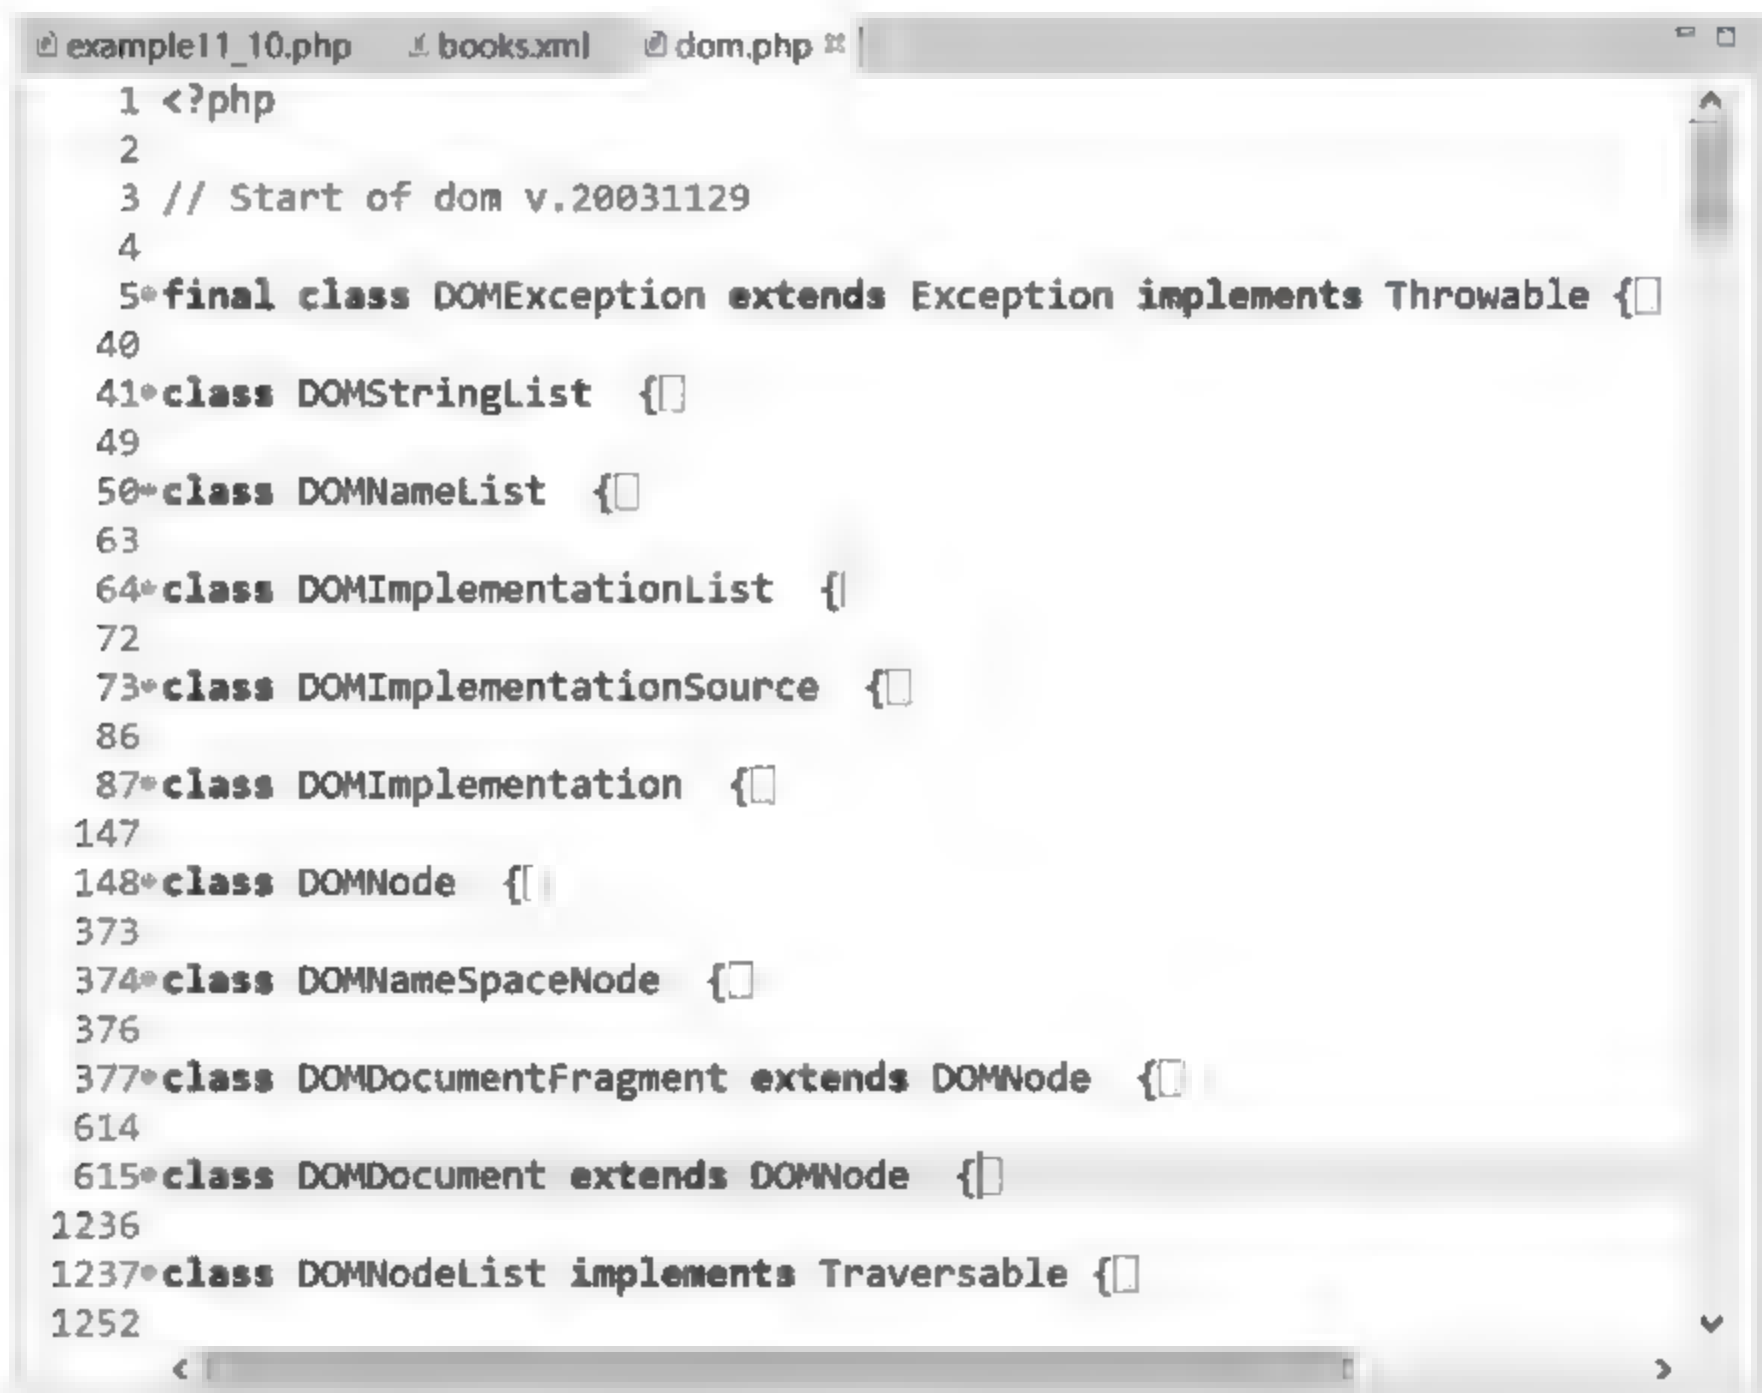 example11_10.php books.xml dom.php
1 <?php
2
3 // Start of dom v.20031129
4
5 final class DOMException extends Exception implements Throwable {
40
41 class DOMStringList {
49
50 class DOMNameList {
63
64 class DOMImplementationList {
72
73 class DOMImplementationSource {
86
87 class DOMImplementation {
147
148 class DOMNode {
373
374 class DOMNameSpaceNode {
376
377 class DOMDocumentFragment extends DOMNode {
614
615 class DOMDocument extends DOMNode {
1236
1237 class DOMNodeList implements Traversable {
1252